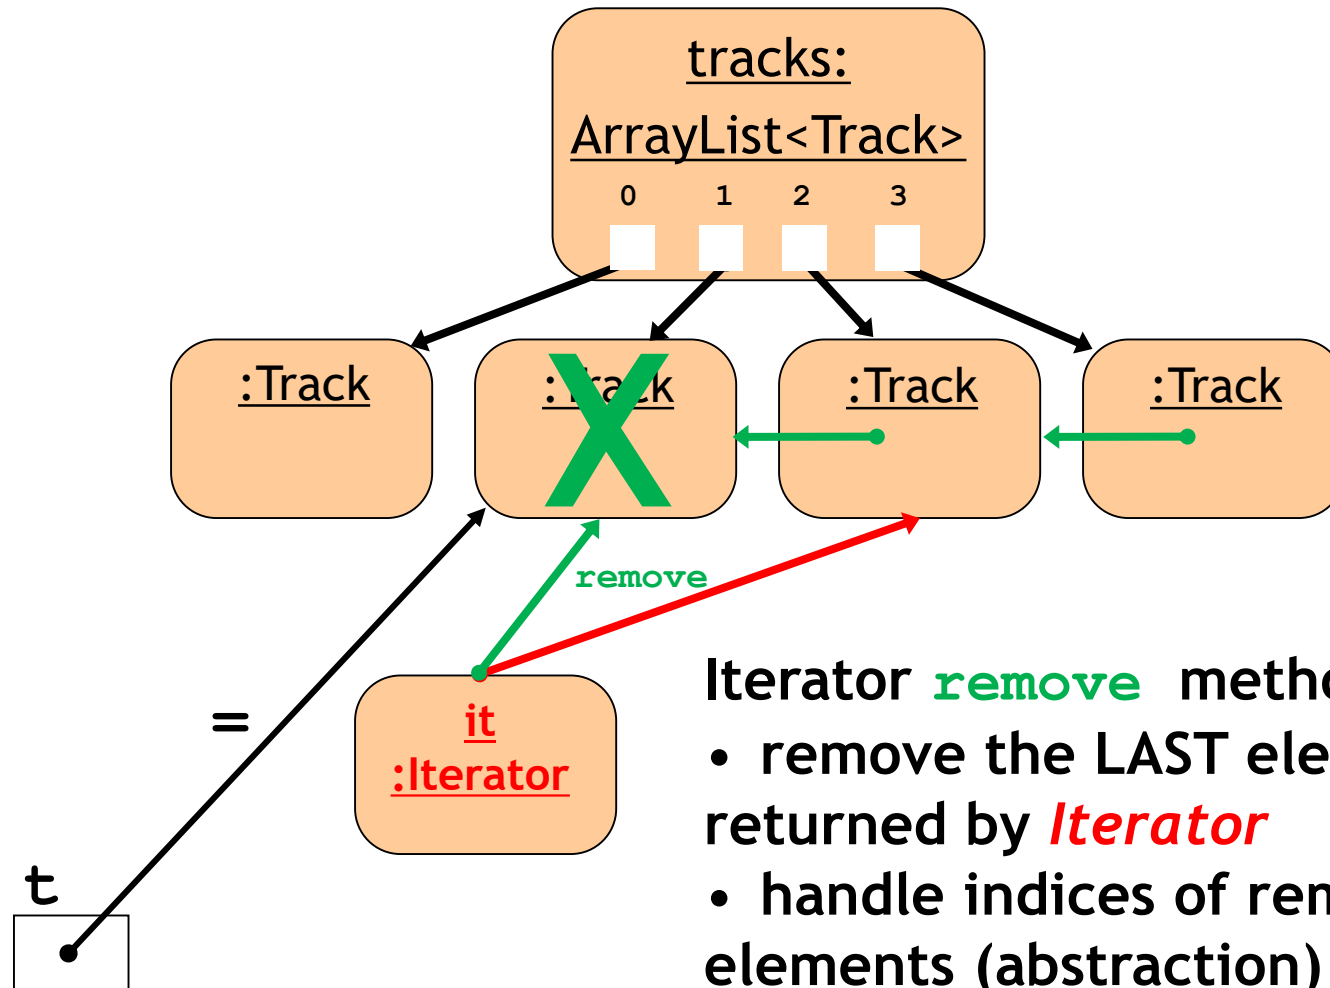 tracks:
ArrayList<Track>
0 1 2 3
:Track :Track :Track :Track
X
remove
it
:Iterator
=
t
Iterator remove
• remove the LAST
returned by Iterator
• handle indices of
elements (abstraction)